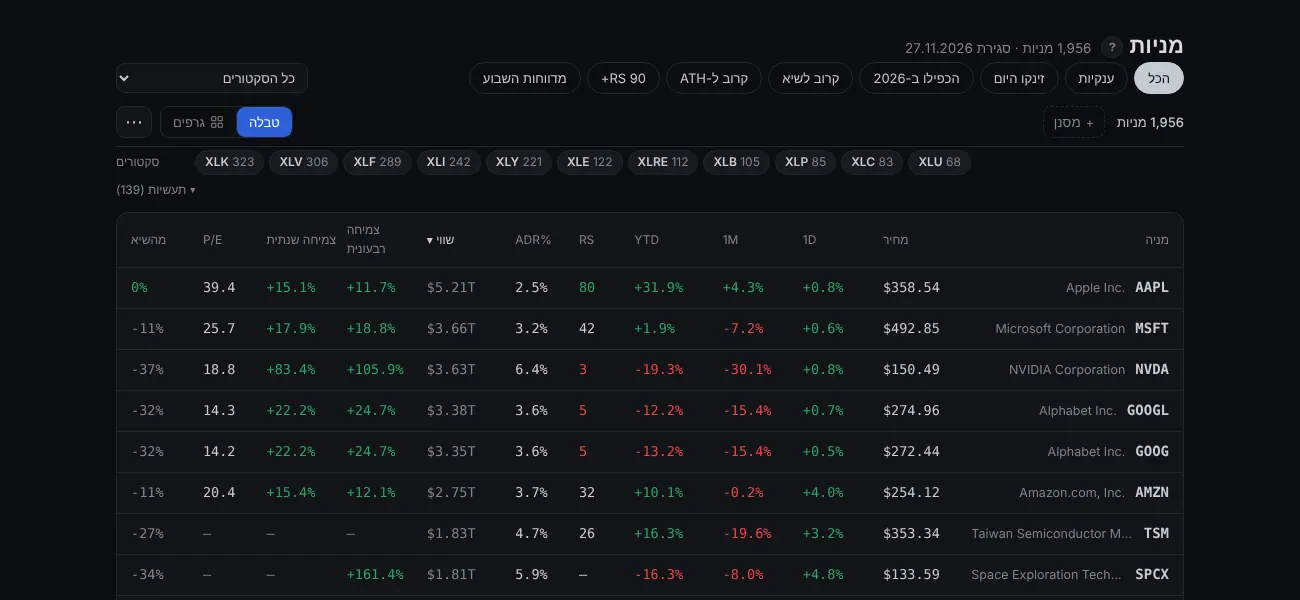 מניות ? 1,956 מניות · סגירת 27.11.2026
הכל ענקיות זינקו היום הכפילו ב-2026 קרוב לשיא קרוב ל-ATH RS 90+ מדווחות השבוע כל הסקטורים
1,956 מניות + מסנן טבלה גרפים ⋯
סקטורים XLK 323 XLV 306 XLF 289 XLI 242 XLY 221 XLE 122 XLRE 112 XLB 105 XLP 85 XLC 83 XLU 68
▾ תעשיות (139)
מניה מחיר 1D 1M YTD RS ADR% שווי ▼ צמיחה רבעונית צמיחה שנתית P/E מהשיא
AAPL Apple Inc. $358.54 +0.8% +4.3% +31.9% 80 2.5% $5.21T +11.7% +15.1% 39.4 0%
MSFT Microsoft Corporation $492.85 +0.6% -7.2% +1.9% 42 3.2% $3.66T +18.8% +17.9% 25.7 -11%
NVDA NVIDIA Corporation $150.49 +0.8% -30.1% -19.3% 3 6.4% $3.63T +105.9% +83.4% 18.8 -37%
GOOGL Alphabet Inc. $274.96 +0.7% -15.4% -12.2% 5 3.6% $3.38T +24.7% +22.2% 14.3 -32%
GOOG Alphabet Inc. $272.44 +0.5% -15.4% -13.2% 5 3.6% $3.35T +24.7% +22.2% 14.2 -32%
AMZN Amazon.com, Inc. $254.12 +4.0% -0.2% +10.1% 32 3.7% $2.75T +12.1% +15.4% 20.4 -11%
TSM Taiwan Semiconductor M... $353.34 +3.2% -19.6% +16.3% 26 4.7% $1.83T — — — -27%
SPCX Space Exploration Tech... $133.59 +4.8% -8.0% -16.3% — 5.9% $1.81T +161.4% — — -34%